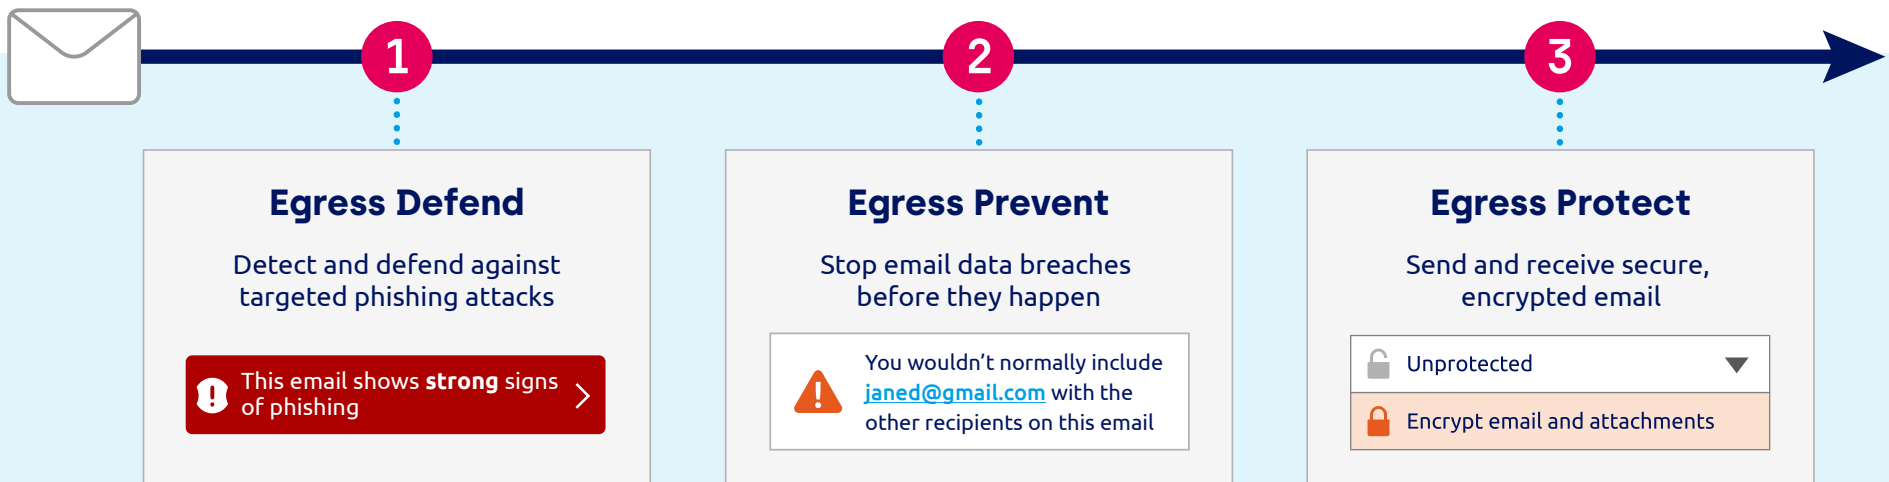 1
2
3
Egress Defend
Detect and defend against
targeted phishing attacks
This email shows strong signs
of phishing
Egress Prevent
Stop email data breaches
before they happen
You wouldn’t normally include
janed@gmail.com with the
other recipients on this email
Egress Protect
Send and receive secure,
encrypted email
Unprotected
Encrypt email and attachments